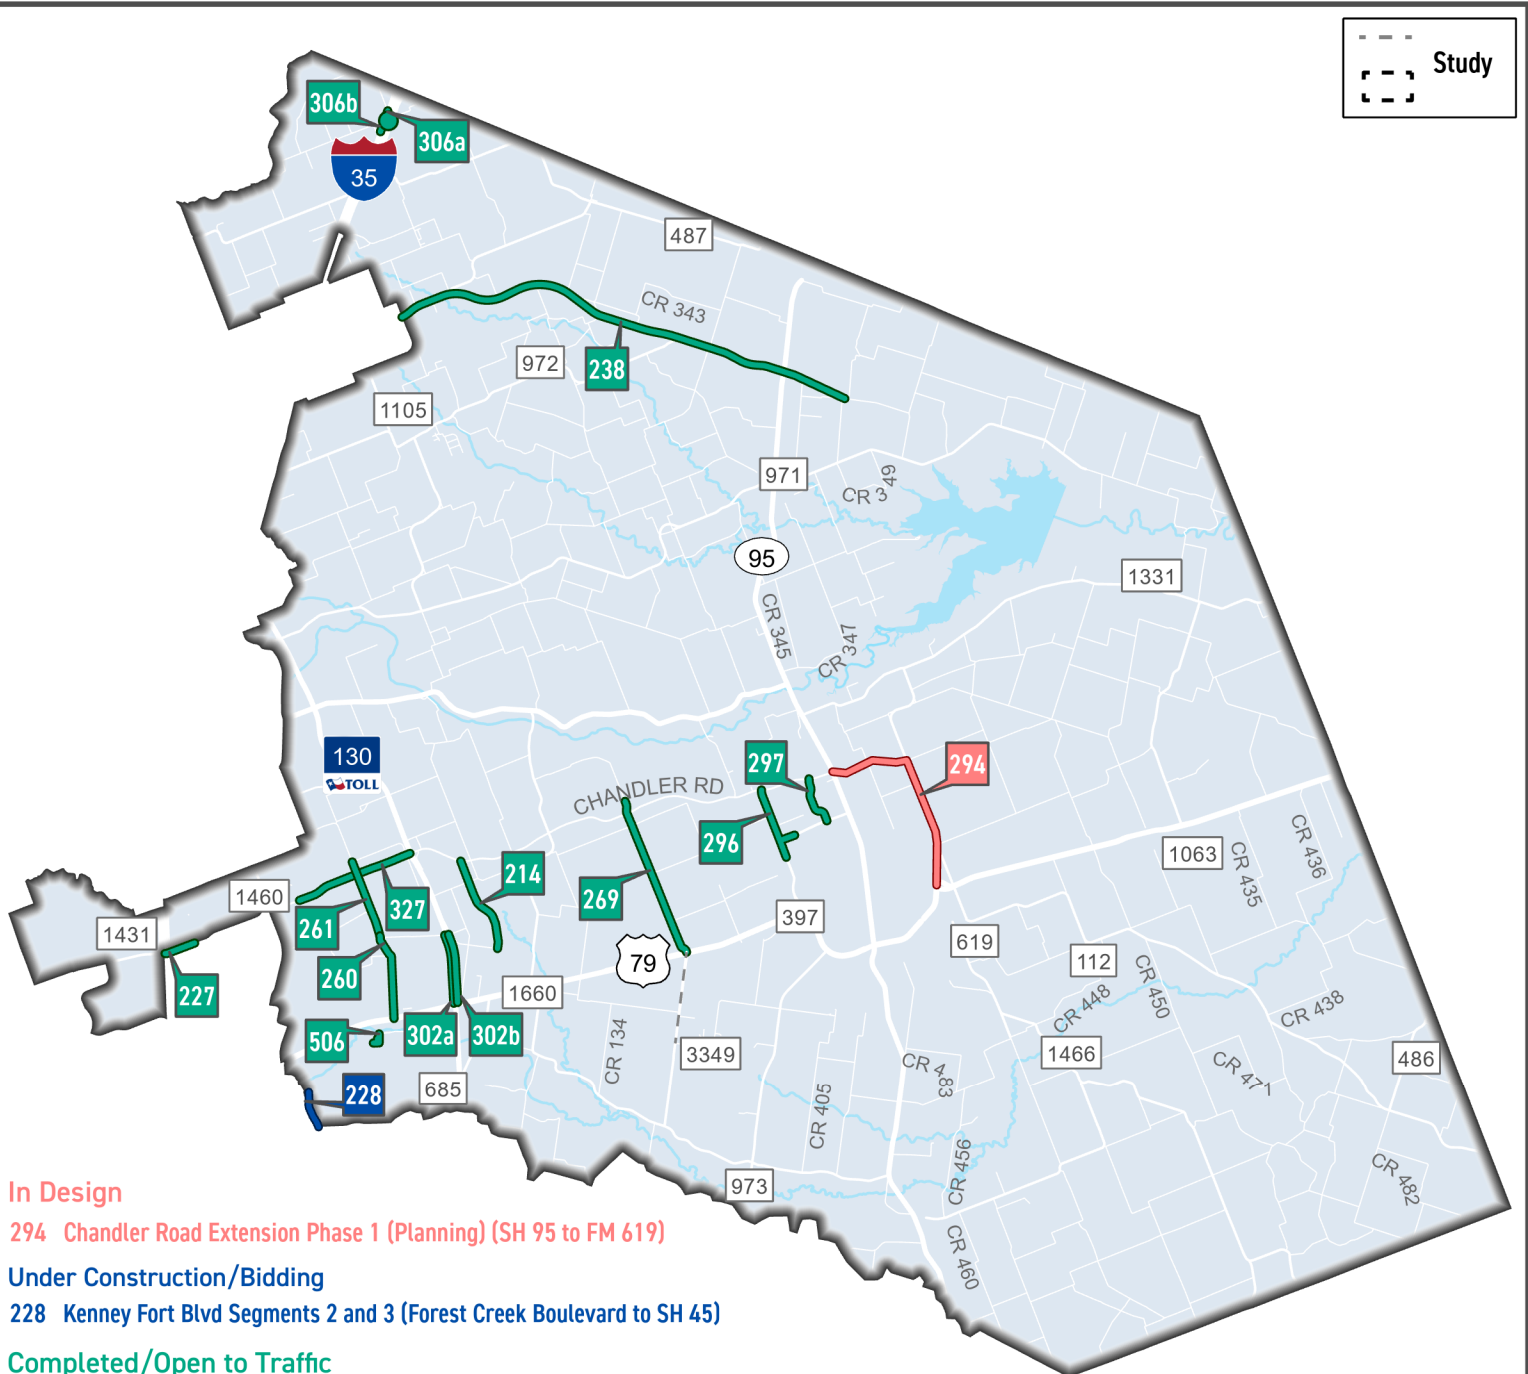 Study
306b
306a
35
487
CR 343
972
238
1105
971
CR 349
95
1331
CR 345
CR 347
130
TOLL
297
294
CHANDLER RD
296
1063
CR 435
CR 436
214
269
327
1460
261
1431
397
619
112
260
79
227
1660
CR 450
CR 448
CR 438
506
302a
302b
CR 134
3349
1466
486
CR 483
CR 477
228
685
CR 405
CR 456
CR 482
973
CR 460
In Design
294 Chandler Road Extension Phase 1 (Planning) (SH 95 to FM 619)
Under Construction/Bidding
228 Kenney Fort Blvd Segments 2 and 3 (Forest Creek Boulevard to SH 45)
Completed/Open to Traffic